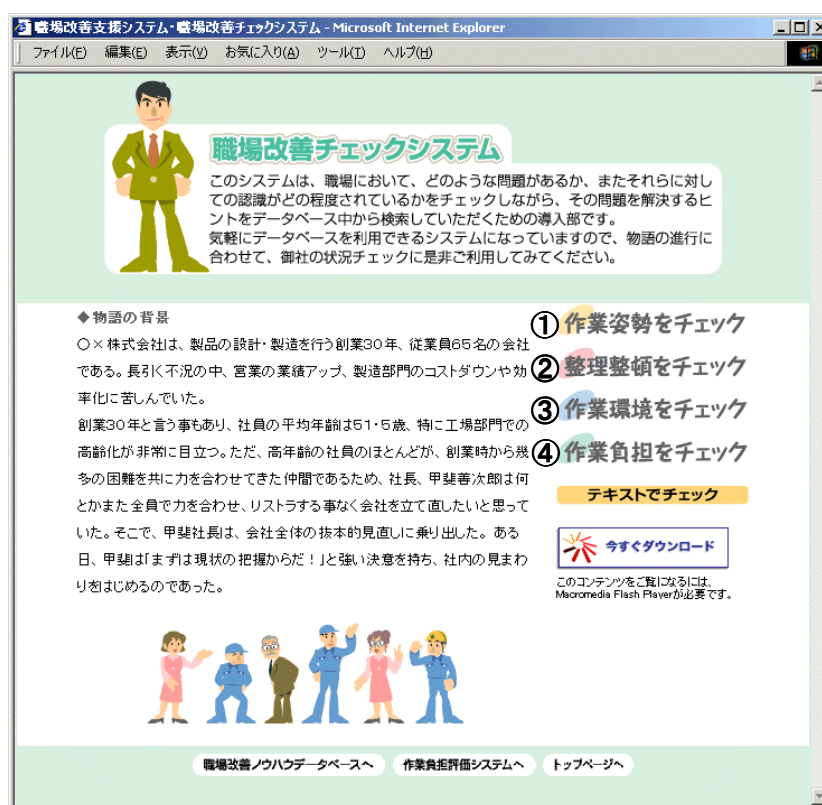 職場改善支援システム・職場改善チェックシステム - Microsoft Internet Explorer
ファイル(F) 編集(E) 表示(V) お気に入り(A) ツール(T) ヘルプ(H)
職場改善チェックシステム
このシステムは、職場において、どのような問題があるか、またそれらに対し
ての認識がどの程度されているかをチェックしながら、その問題を解決するヒ
ントをデータベース中から検索していただくための導入部です。
気軽にデータベースを利用できるシステムになっていますので、物語の進行に
合わせて、御社の状況チェックに是非ご利用してみてください。
◆物語の背景
○×株式会社は、製品の設計・製造を行う創業30年、従業員65名の会社
である。長引く不況の中、営業の業績アップ、製造部門のコストダウンや効
率化に苦しんでいた。
創業30年と言う事もあり、社員の平均年齢は51・5歳、特に工場部門での
高齢化が非常に目立つ。ただ、高年齢の社員のほとんどが、創業時から幾
多の困難を共に力を合わせてきた仲間であるため、社長、甲斐善次郎は何
とかまた全員で力を合わせ、リストラする事なく会社を立て直したいと思って
いた。そこで、甲斐社長は、会社全体の抜本的見直しに乗り出した。ある
日、甲斐は「まずは現状の把握からだ！」と強い決意を持ち、社内の見まわ
りをはじめるのであった。
① 作業姿勢をチェック
② 整理整頓をチェック
③ 作業環境をチェック
④ 作業負担をチェック
テキストでチェック
今すぐダウンロード
このコンテンツをご覧になるには、
Macromedia Flash Playerが必要です。
職場改善ノウハウデータベースへ 作業負担評価システムへ トップページへ